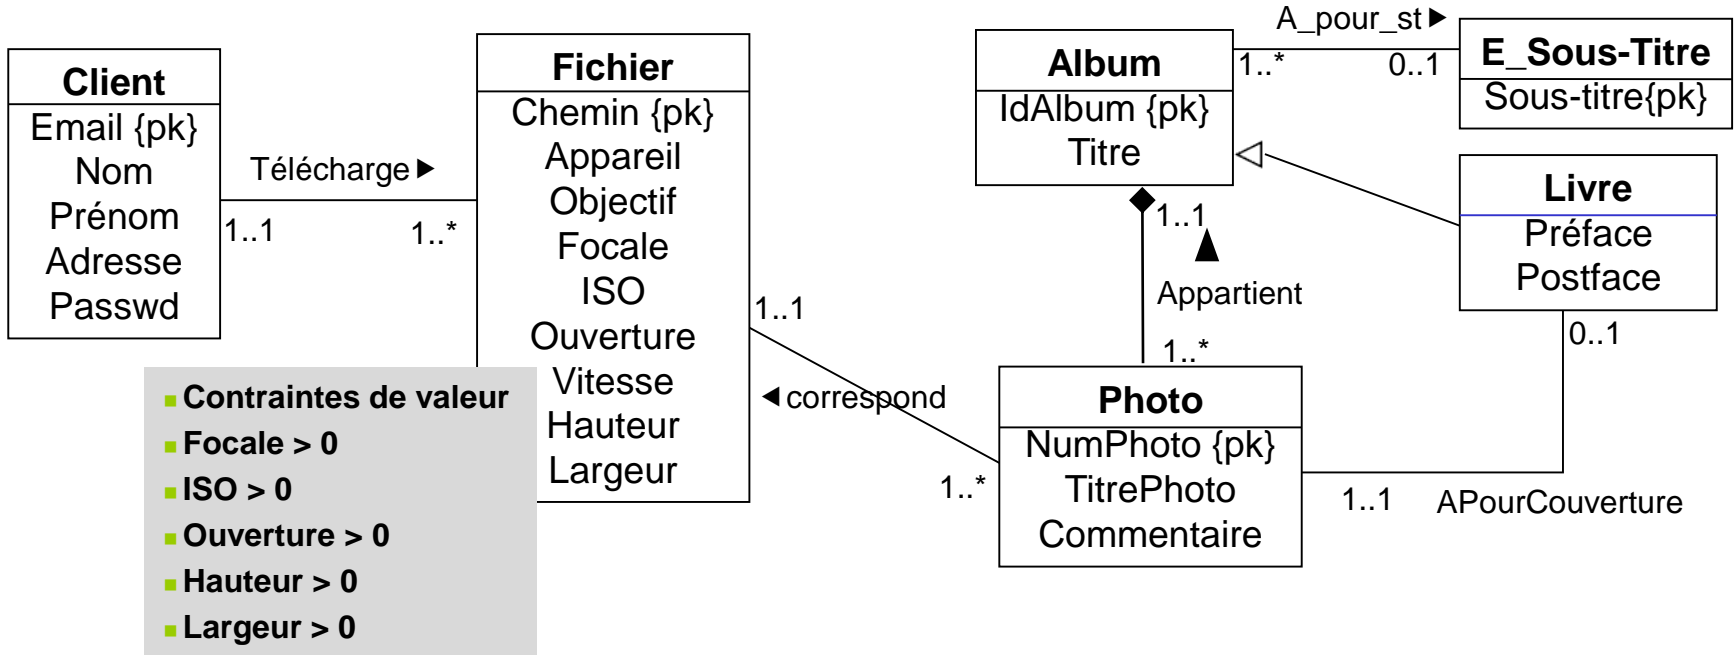 Client
Email {pk}
Nom
Prénom
Adresse
Passwd
Télécharge
1..1
1..*
Fichier
Chemin {pk}
Appareil
Objectif
Focale
ISO
Ouverture
Vitesse
Hauteur
Largeur
Contraintes de valeur
Focale > 0
ISO > 0
Ouverture > 0
Hauteur > 0
Largeur > 0
1..1
correspond
1..*
Album
IdAlbum {pk}
Titre
A_pour_st
1..*
0..1
E_Sous-Titre
Sous-titre{pk}
Livre
Préface
Postface
1..1
Appartient
1..*
0..1
Photo
NumPhoto {pk}
TitrePhoto
Commentaire
1..1
APourCouverture